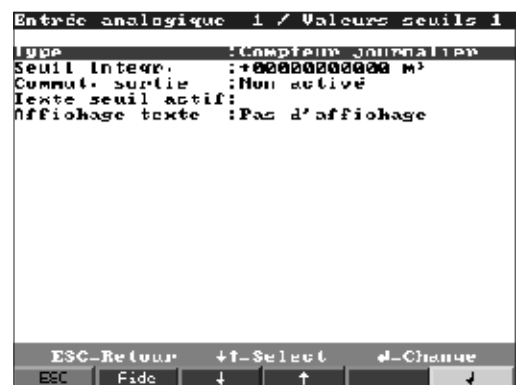 Entrée analogique 1 / Valeurs seuils 1
Type :Compteur journalier
Seuil intégr. :+00000000000 m³
Commut. sortie :Non activé
Texte seuil actif:
Affichage texte :Pas d'affichage
ESC=Retour ↓↑=Select ↲=Change
ESC Aide ↓ ↑ ↲